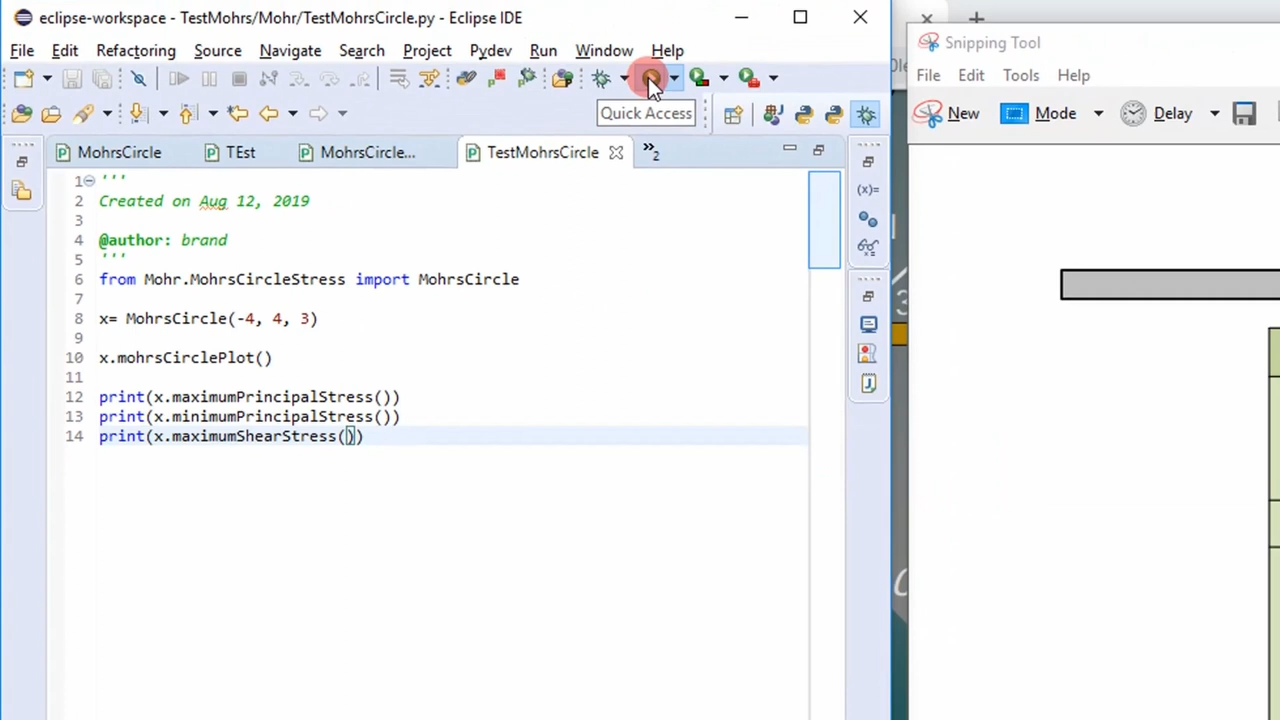 eclipse-workspace - TestMohrs/Mohr/TestMohrsCircle.py - Eclipse IDE
File Edit Refactoring Source Navigate Search Project Pydev Run Window Help
Quick Access
MohrsCircle TEst MohrsCircle... TestMohrsCircle »2
1 '''
2 Created on Aug 12, 2019
3
4 @author: brand
5 '''
6 from Mohr.MohrsCircleStress import MohrsCircle
7
8 x= MohrsCircle(-4, 4, 3)
9
10 x.mohrsCirclePlot()
11
12 print(x.maximumPrincipalStress())
13 print(x.minimumPrincipalStress())
14 print(x.maximumShearStress())
(x)=
Snipping Tool
File Edit Tools Help
New Mode Delay